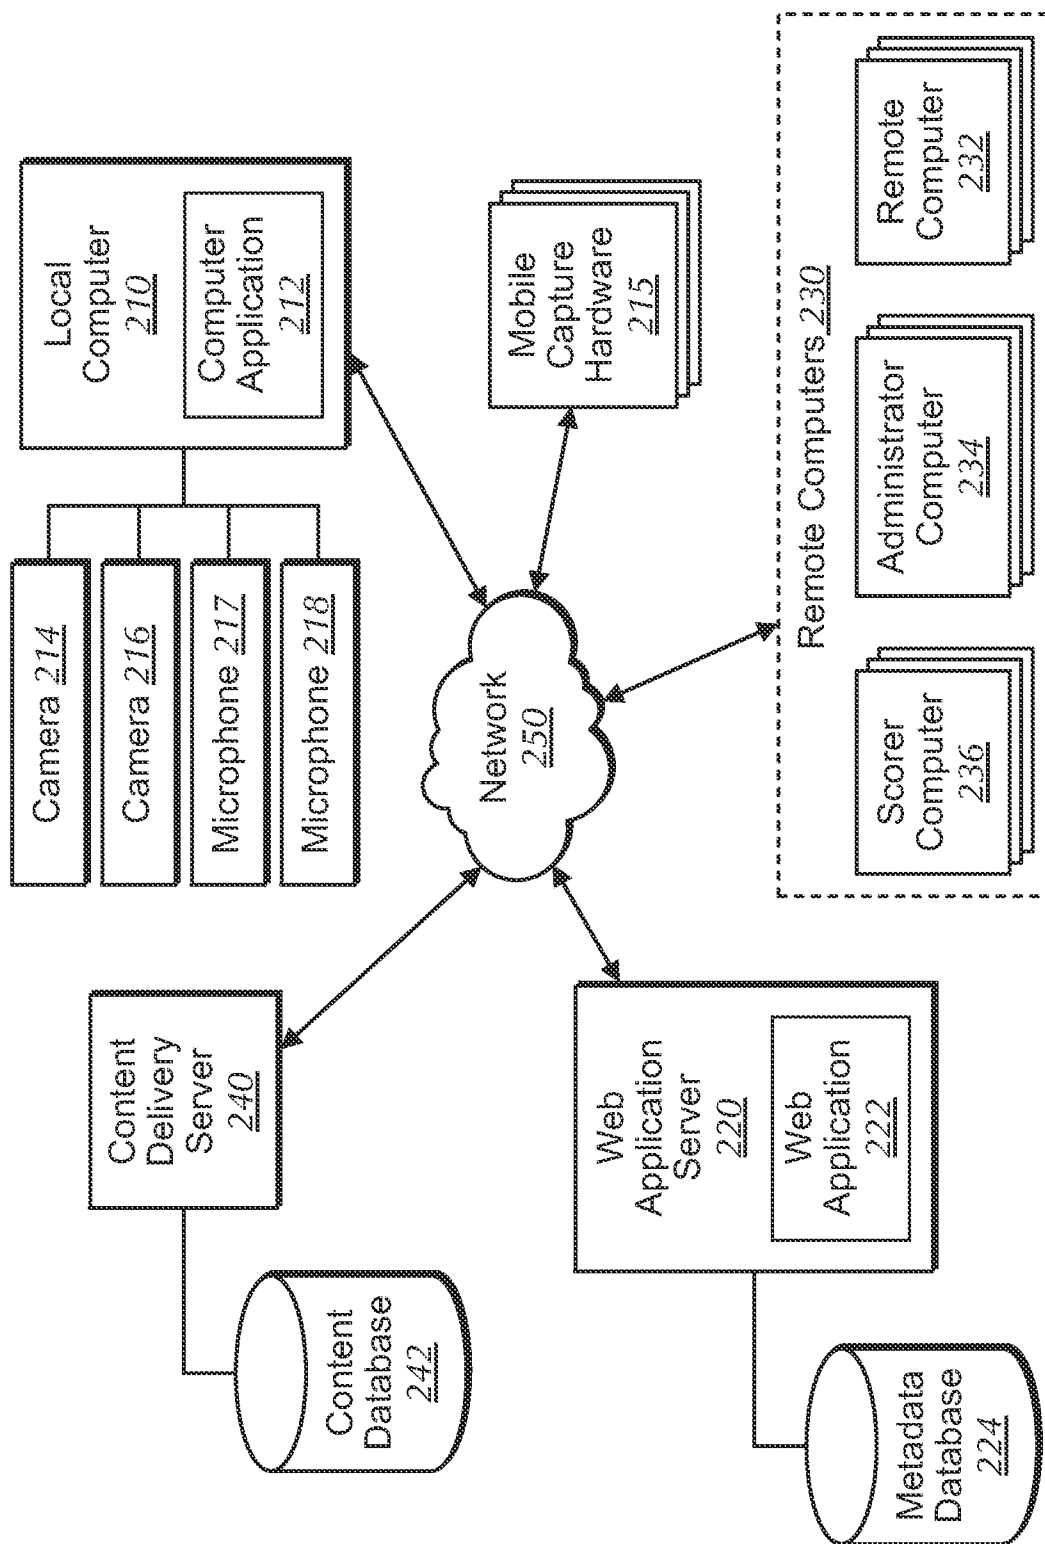 Content
Database
242
Content
Delivery
Server
240
Camera 214
Camera 216
Microphone 217
Microphone 218
Local
Computer
210
Computer
Application
212
Network
250
Mobile
Capture
Hardware
215
Metadata
Database
224
Web
Application
Server
220
Web
Application
222
Remote Computers 230
Scorer
Computer
236
Administrator
Computer
234
Remote
Computer
232